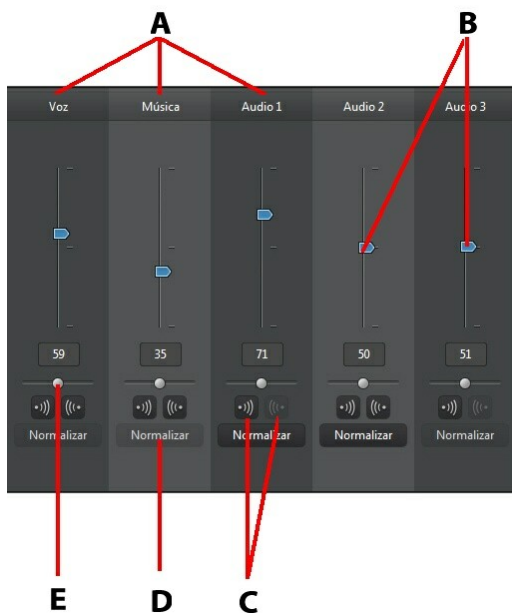 A B
Voz Música Audio 1 Audio 2 Audio 3
59 35 71 50 51
Normalizar Normalizar Normalizar Normalizar Normalizar
E D C